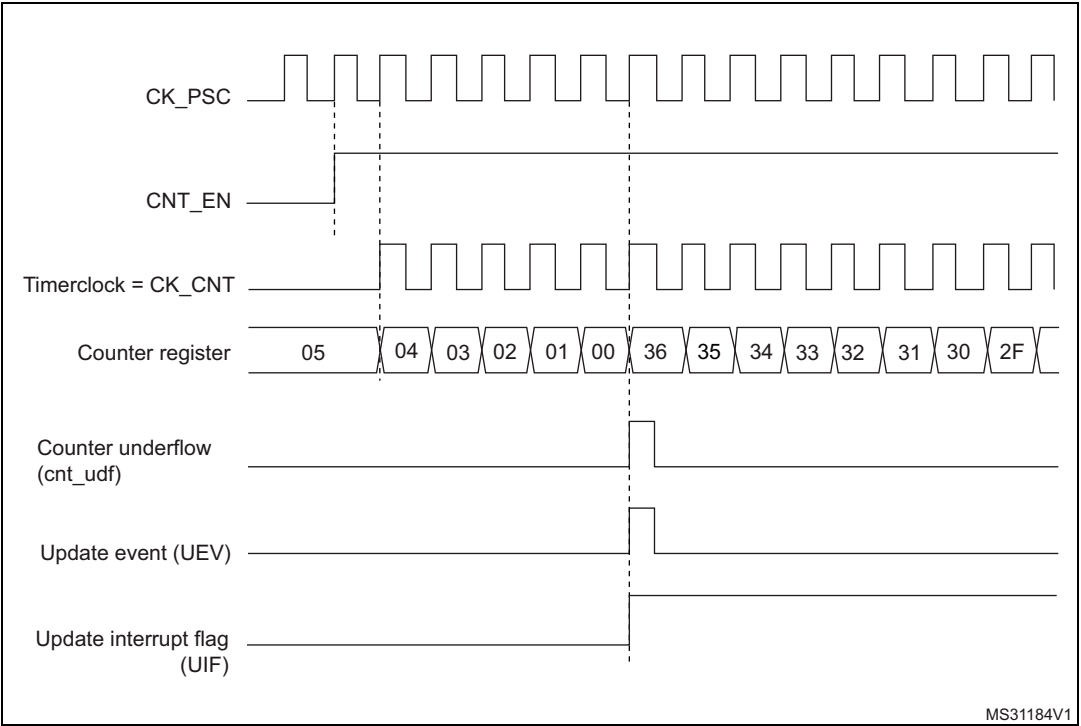 CK_PSC
CNT_EN
Timerclock = CK_CNT
Counter register 05 04 03 02 01 00 36 35 34 33 32 31 30 2F
Counter underflow
(cnt_udf)
Update event (UEV)
Update interrupt flag
(UIF)
MS31184V1